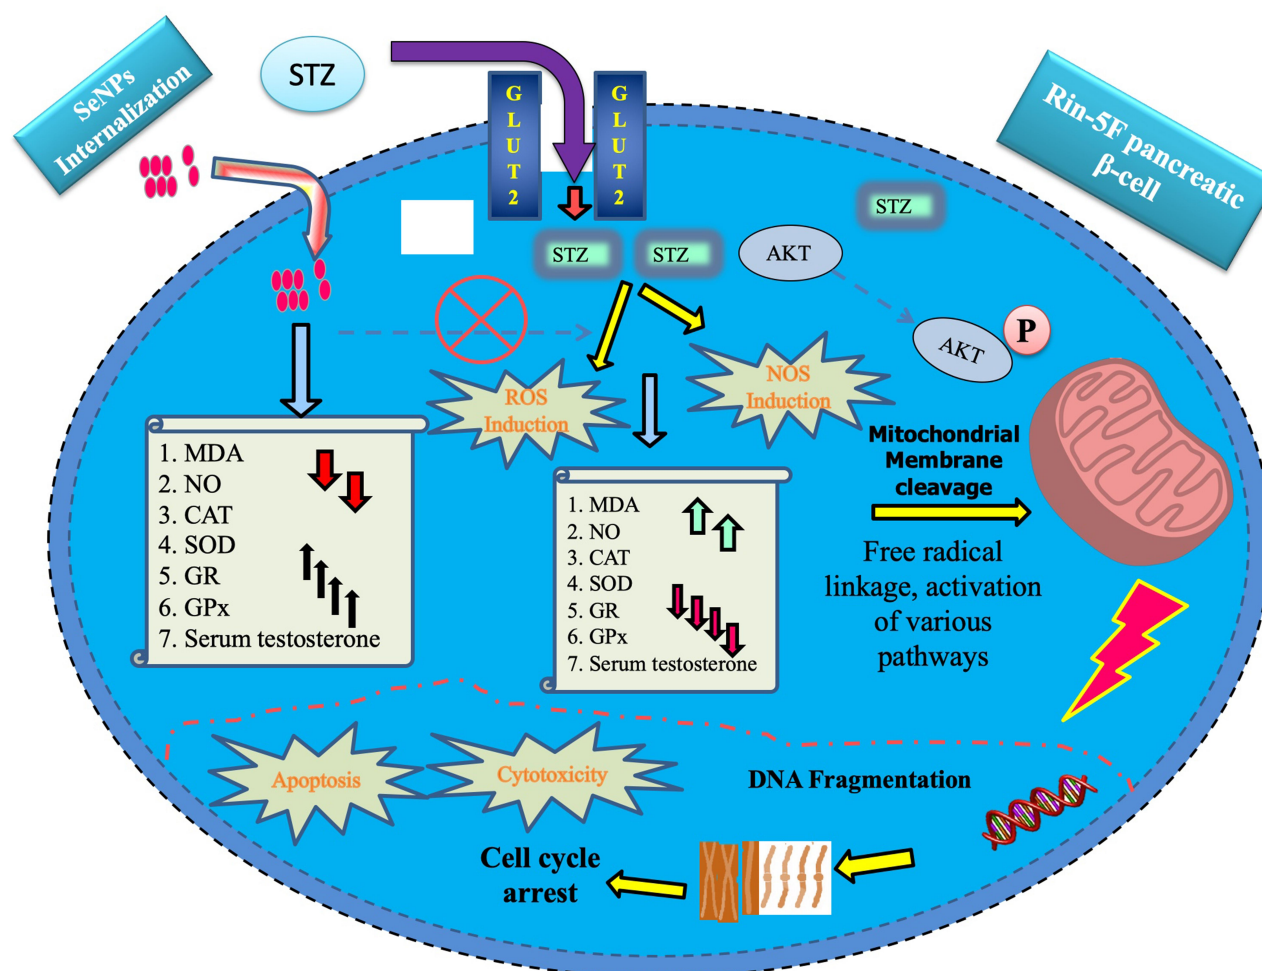 SeNPs
Internalization
STZ
GLUT2
GLUT2
Rin-5F pancreatic
β-cell
STZ
STZ
STZ
AKT
AKT
P
ROS
Induction
NOS
Induction
1. MDA
2. NO
3. CAT
4. SOD
5. GR
6. GPx
7. Serum testosterone
1. MDA
2. NO
3. CAT
4. SOD
5. GR
6. GPx
7. Serum testosterone
Mitochondrial
Membrane
cleavage
Free radical
linkage, activation
of various
pathways
Apoptosis
Cytotoxicity
DNA Fragmentation
Cell cycle
arrest